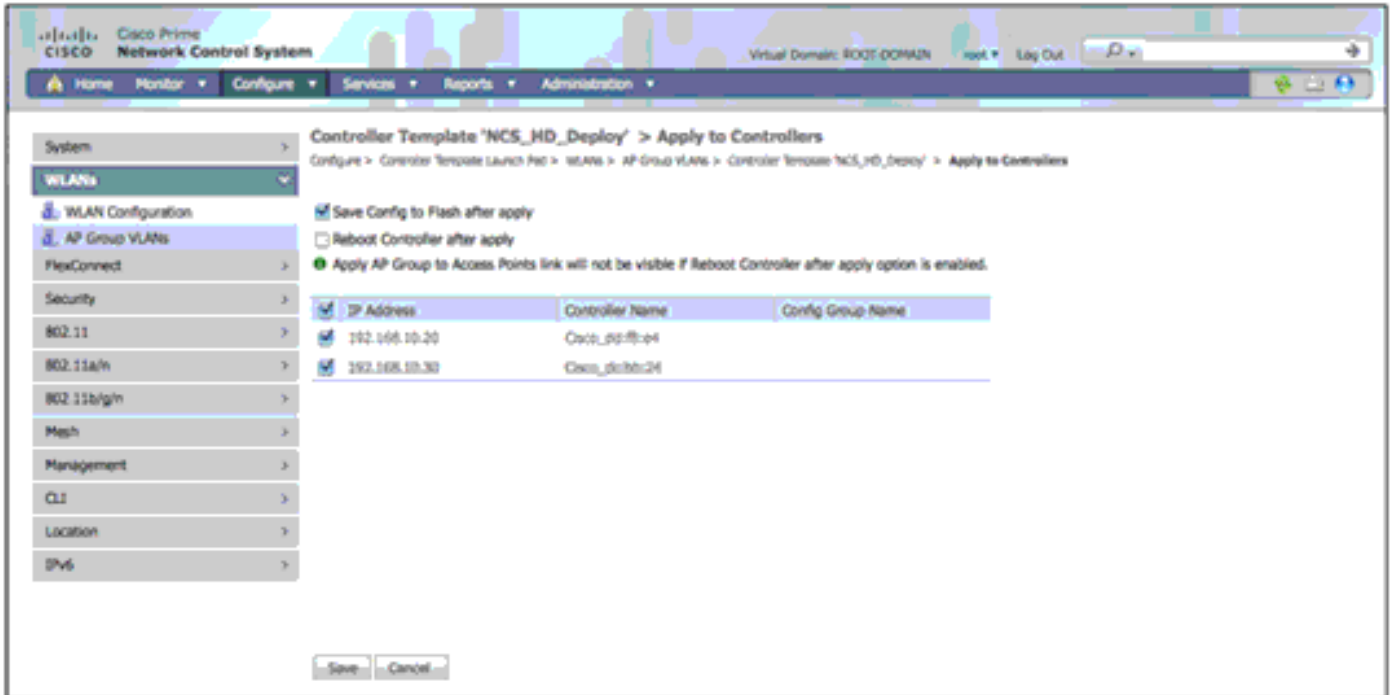 Cisco Prime
CISCO Network Control System
Virtual Domain: ROOT-DOMAIN root Log Out
Home Monitor Configure Services Reports Administration
System
WLANs
WLAN Configuration
AP Group VLANs
FlexConnect
Security
802.11
802.11a/n
802.11b/g/n
Mesh
Management
CLI
Location
IPv6
Controller Template 'NCS_HD_Deploy' > Apply to Controllers
Configure > Controller Template Launch Pad > WLANs > AP Group VLANs > Controller Template 'NCS_HD_Deploy' > Apply to Controllers
Save Config to Flash after apply
Reboot Controller after apply
Apply AP Group to Access Points link will not be visible if Reboot Controller after apply option is enabled.
IP Address Controller Name Config Group Name
192.168.10.20
192.168.10.30
Save Cancel